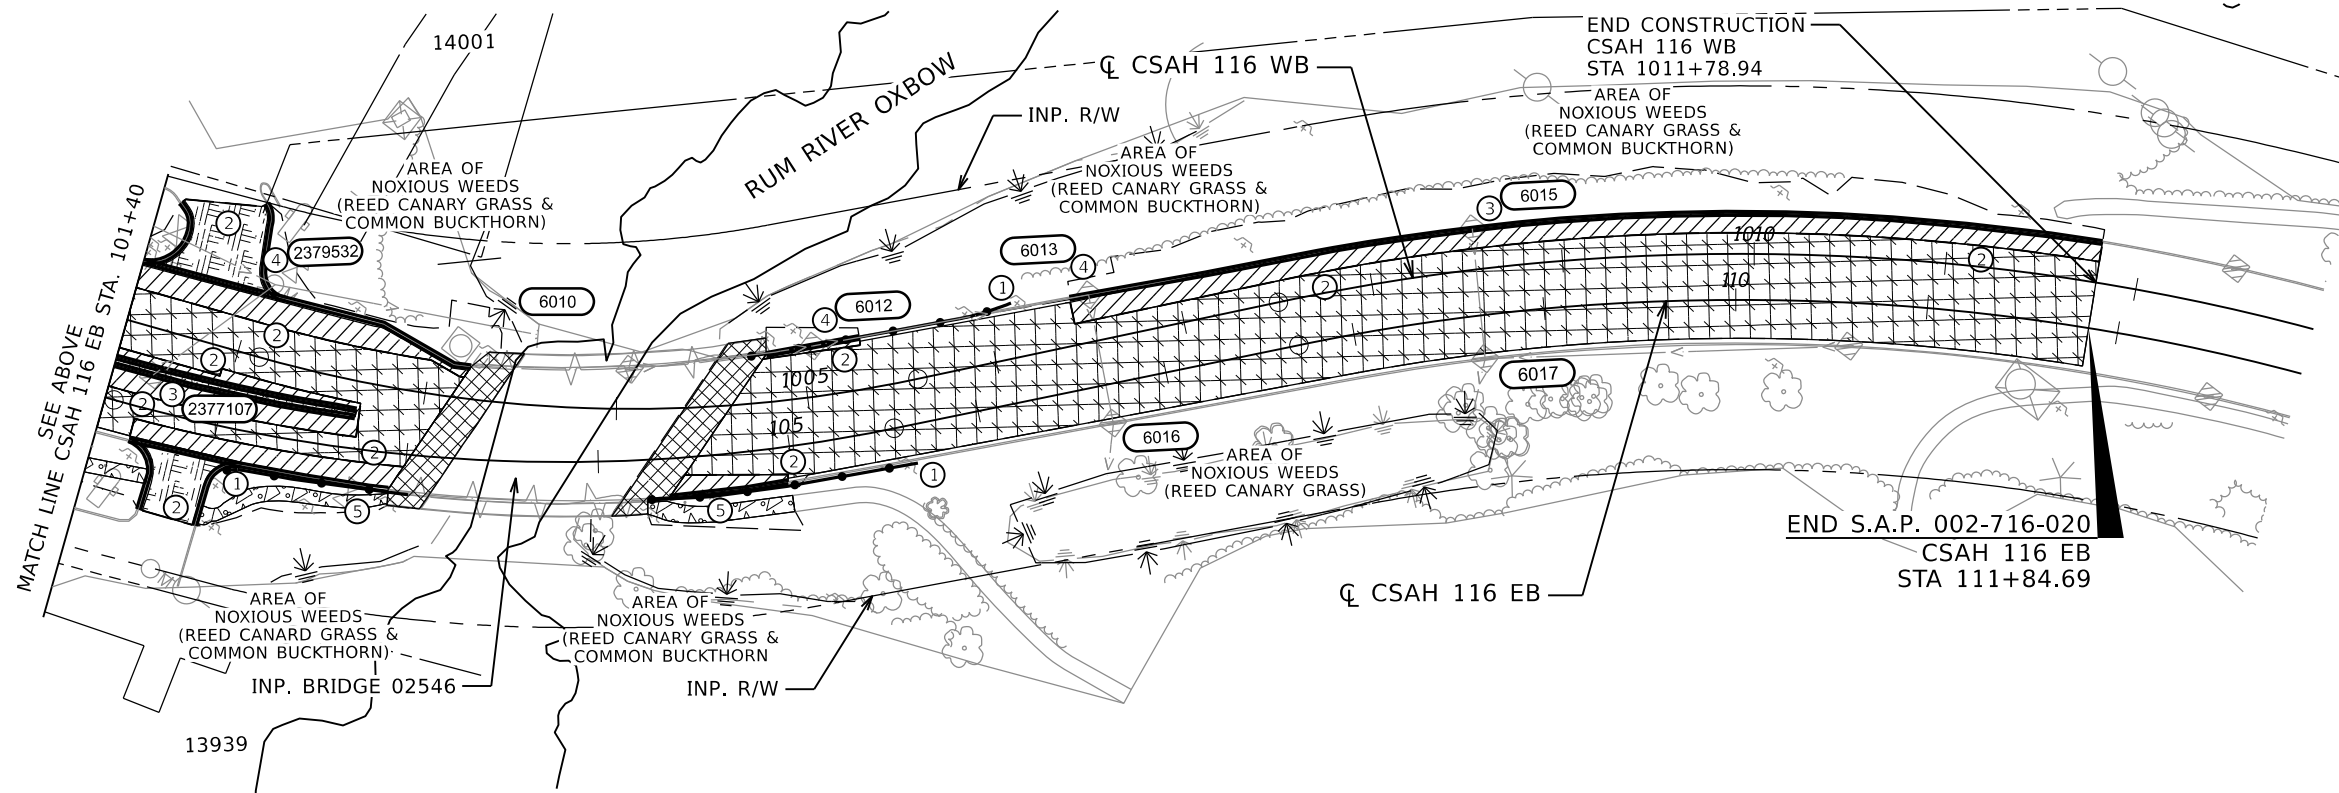 14001
RUM RIVER OXBOW
℄ CSAH 116 WB
INP. R/W
END CONSTRUCTION
CSAH 116 WB
STA 1011+78.94
AREA OF
NOXIOUS WEEDS
(REED CANARY GRASS &
COMMON BUCKTHORN)
AREA OF
NOXIOUS WEEDS
(REED CANARY GRASS &
COMMON BUCKTHORN)
AREA OF
NOXIOUS WEEDS
(REED CANARY GRASS &
COMMON BUCKTHORN)
SEE ABOVE
MATCH LINE CSAH 116 EB STA. 101+40
2
4
2379532
6010
2
2
3
2377107
2
2
1
2
5
4
6012
2
1
6013
4
3
6015
2
2
1010
110
1005
105
2
1
5
6016
6017
AREA OF
NOXIOUS WEEDS
(REED CANARY GRASS)
END S.A.P. 002-716-020
CSAH 116 EB
STA 111+84.69
℄ CSAH 116 EB
AREA OF
NOXIOUS WEEDS
(REED CANARD GRASS &
COMMON BUCKTHORN)
AREA OF
NOXIOUS WEEDS
(REED CANARY GRASS &
COMMON BUCKTHORN
INP. BRIDGE 02546
INP. R/W
13939